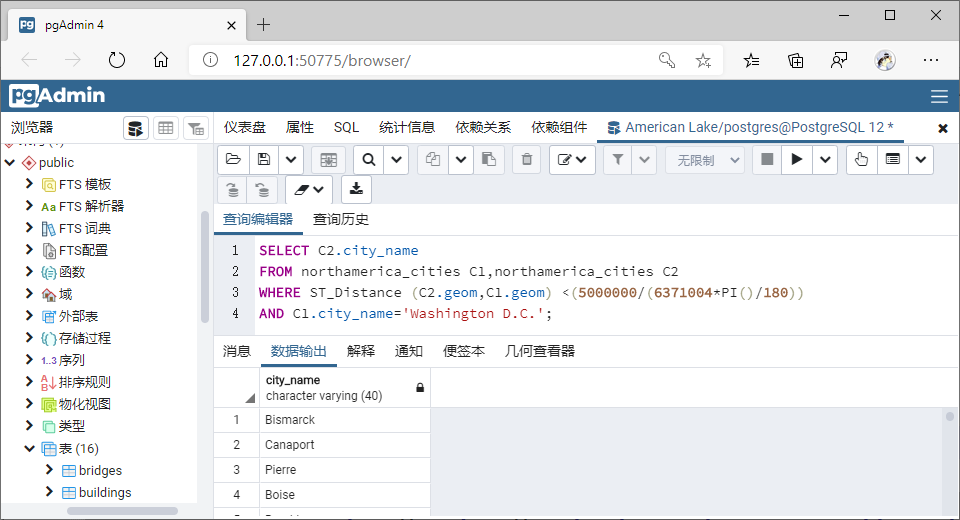 pgAdmin 4
127.0.0.1:50775/browser/
pgAdmin
浏览器
仪表盘 属性 SQL 统计信息 依赖关系 依赖组件 American Lake/postgres@PostgreSQL 12 *
public
FTS 模板
Aa FTS 解析器
FTS 词典
FTS配置
函数
域
外部表
存储过程
1..3 序列
排序规则
物化视图
类型
表 (16)
bridges
buildings
无限制
查询编辑器 查询历史
1 SELECT C2.city_name
2 FROM northamerica_cities C1,northamerica_cities C2
3 WHERE ST_Distance (C2.geom,C1.geom) <(5000000/(6371004*PI()/180))
4 AND C1.city_name='Washington D.C.';
消息 数据输出 解释 通知 便签本 几何查看器
city_name
character varying (40)
1 Bismarck
2 Canaport
3 Pierre
4 Boise